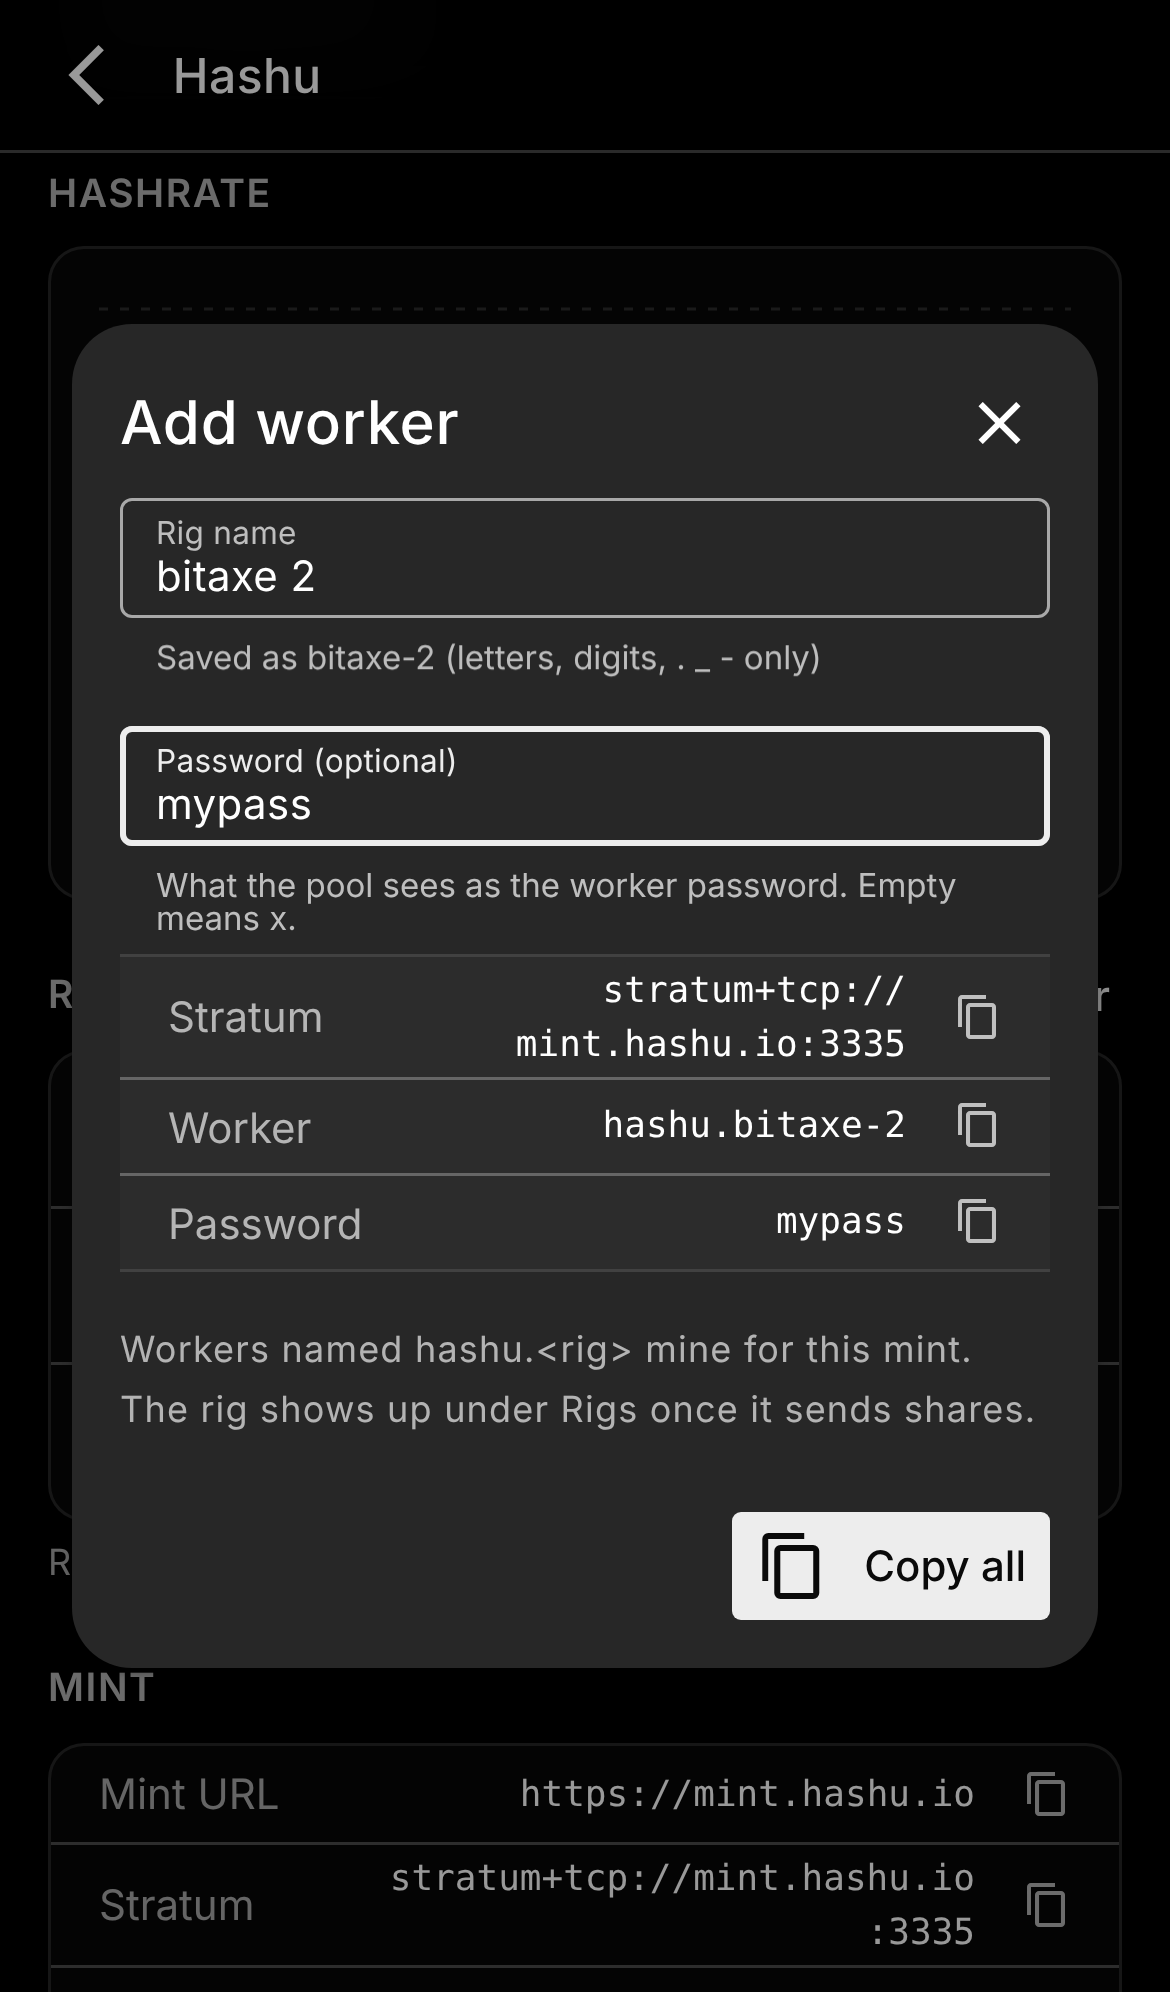 Hashu
HASHRATE
Add worker
Rig name
bitaxe 2
Saved as bitaxe-2 (letters, digits, . _ - only)
Password (optional)
mypass
What the pool sees as the worker password. Empty
means x.
Stratum
stratum+tcp://
mint.hashu.io:3335
Worker
hashu.bitaxe-2
Password
mypass
Workers named hashu.<rig> mine for this mint.
The rig shows up under Rigs once it sends shares.
Copy all
MINT
Mint URL
https://mint.hashu.io
Stratum
stratum+tcp://mint.hashu.io
:3335